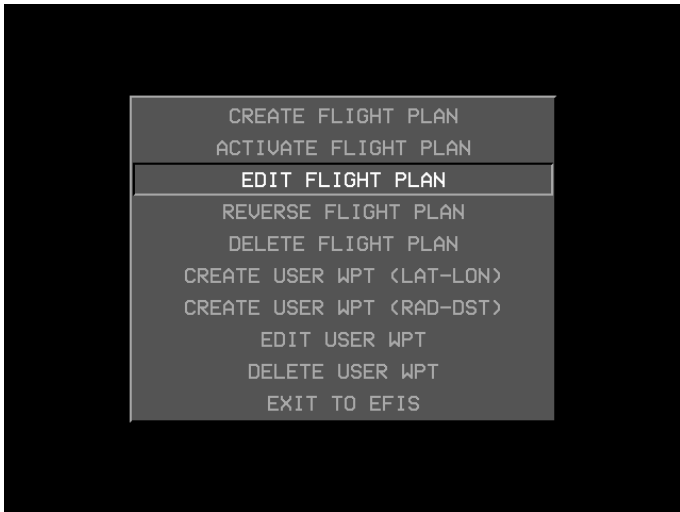 CREATE FLIGHT PLAN
ACTIVATE FLIGHT PLAN
EDIT FLIGHT PLAN
REVERSE FLIGHT PLAN
DELETE FLIGHT PLAN
CREATE USER WPT (LAT-LON)
CREATE USER WPT (RAD-DST)
EDIT USER WPT
DELETE USER WPT
EXIT TO EFIS